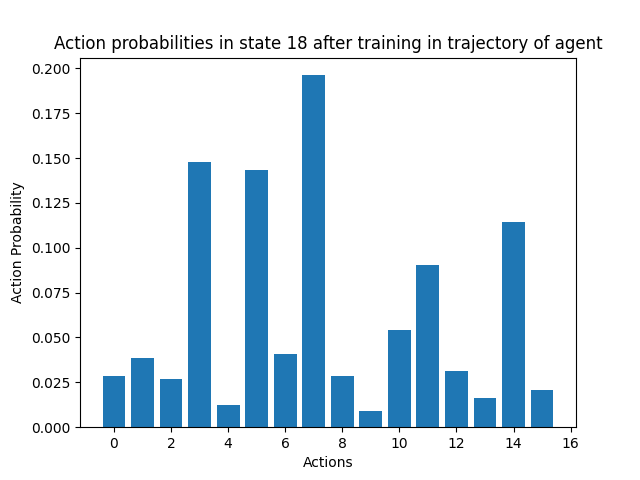 Action probabilities in state 18 after training in trajectory of agent
0.200
0.175
0.150
0.125
0.100
0.075
0.050
0.025
0.000
Action Probability
0 2 4 6 8 10 12 14 16
Actions